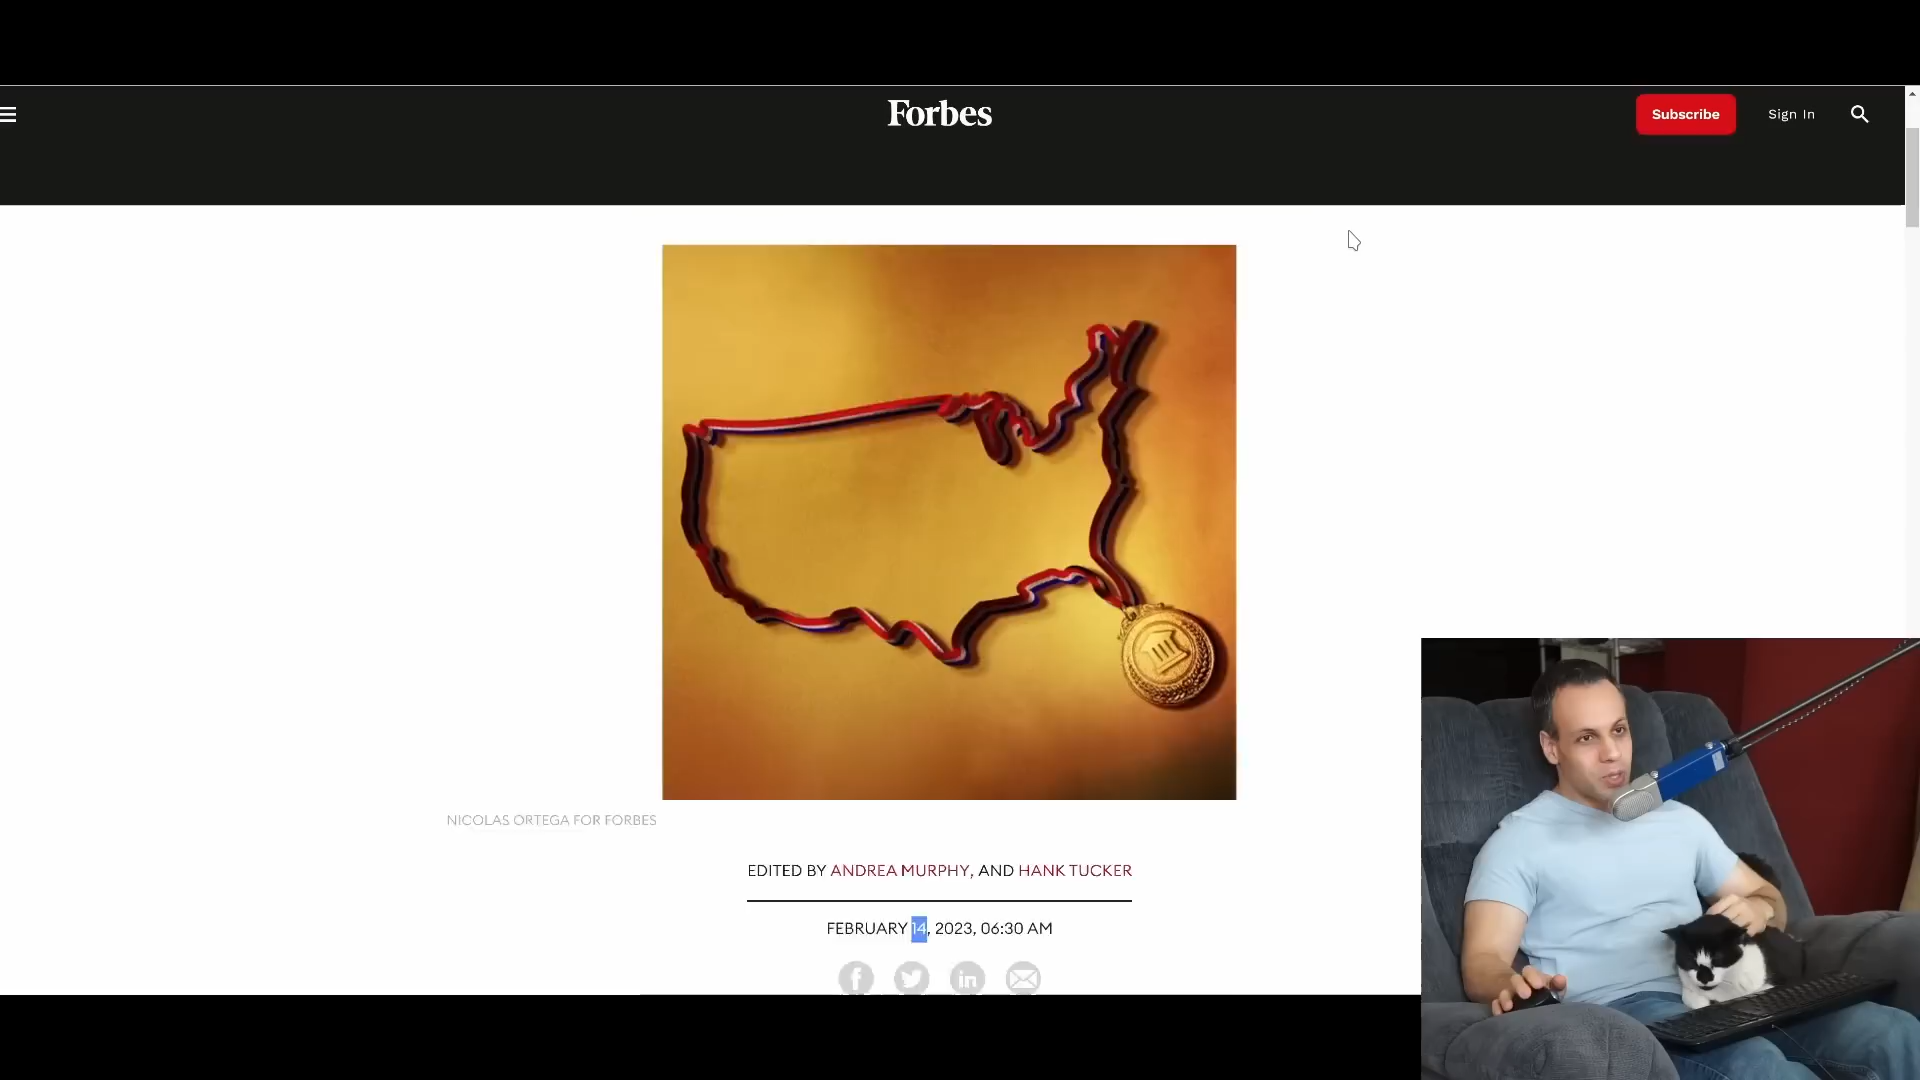 Forbes
Subscribe
Sign In
NICOLAS ORTEGA FOR FORBES
EDITED BY ANDREA MURPHY, AND HANK TUCKER
FEBRUARY 14, 2023, 06:30 AM